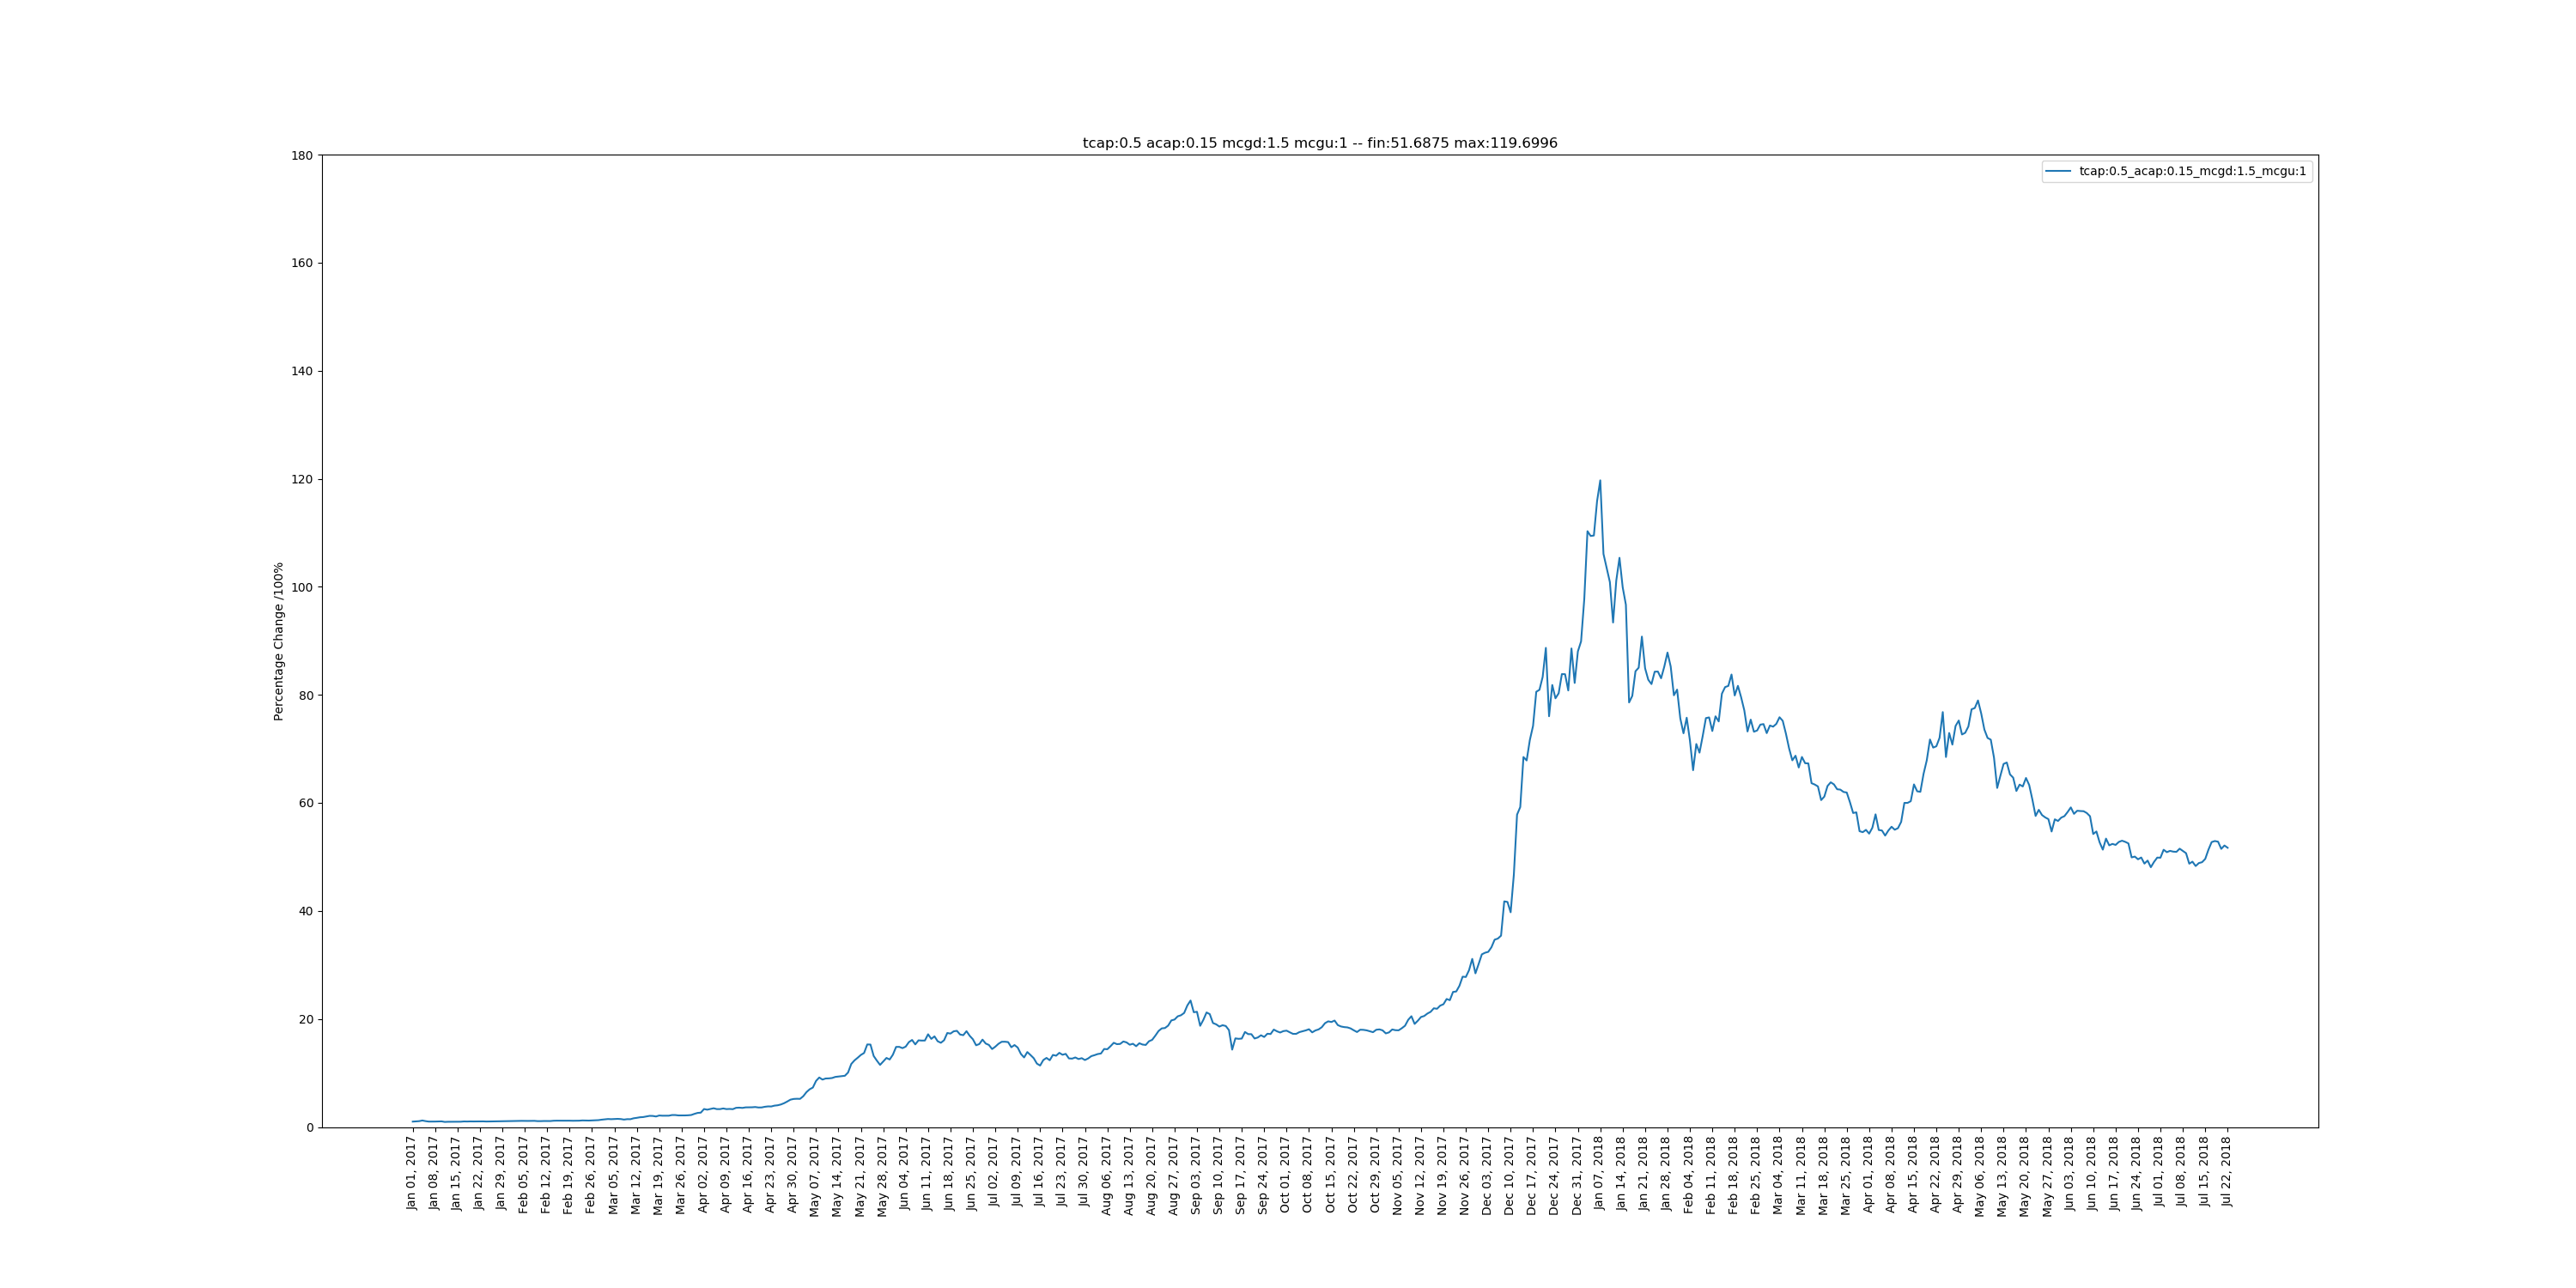 tcap:0.5 acap:0.15 mcgd:1.5 mcgu:1 -- fin:51.6875 max:119.6996
tcap:0.5_acap:0.15_mcgd:1.5_mcgu:1
Percentage Change /100%
180
160
140
120
100
80
60
40
20
0
Jan 01, 2017
Jan 08, 2017
Jan 15, 2017
Jan 22, 2017
Jan 29, 2017
Feb 05, 2017
Feb 12, 2017
Feb 19, 2017
Feb 26, 2017
Mar 05, 2017
Mar 12, 2017
Mar 19, 2017
Mar 26, 2017
Apr 02, 2017
Apr 09, 2017
Apr 16, 2017
Apr 23, 2017
Apr 30, 2017
May 07, 2017
May 14, 2017
May 21, 2017
May 28, 2017
Jun 04, 2017
Jun 11, 2017
Jun 18, 2017
Jun 25, 2017
Jul 02, 2017
Jul 09, 2017
Jul 16, 2017
Jul 23, 2017
Jul 30, 2017
Aug 06, 2017
Aug 13, 2017
Aug 20, 2017
Aug 27, 2017
Sep 03, 2017
Sep 10, 2017
Sep 17, 2017
Sep 24, 2017
Oct 01, 2017
Oct 08, 2017
Oct 15, 2017
Oct 22, 2017
Oct 29, 2017
Nov 05, 2017
Nov 12, 2017
Nov 19, 2017
Nov 26, 2017
Dec 03, 2017
Dec 10, 2017
Dec 17, 2017
Dec 24, 2017
Dec 31, 2017
Jan 07, 2018
Jan 14, 2018
Jan 21, 2018
Jan 28, 2018
Feb 04, 2018
Feb 11, 2018
Feb 18, 2018
Feb 25, 2018
Mar 04, 2018
Mar 11, 2018
Mar 18, 2018
Mar 25, 2018
Apr 01, 2018
Apr 08, 2018
Apr 15, 2018
Apr 22, 2018
Apr 29, 2018
May 06, 2018
May 13, 2018
May 20, 2018
May 27, 2018
Jun 03, 2018
Jun 10, 2018
Jun 17, 2018
Jun 24, 2018
Jul 01, 2018
Jul 08, 2018
Jul 15, 2018
Jul 22, 2018